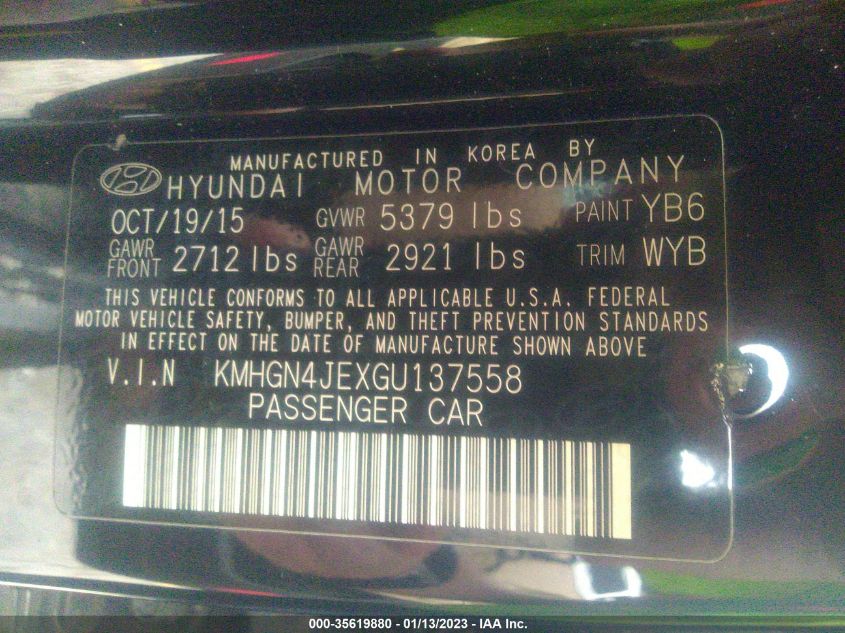 MANUFACTURED IN KOREA BY
HYUNDAI MOTOR COMPANY
OCT/19/15 GVWR 5379 lbs PAINT YB6
GAWR FRONT 2712 lbs GAWR REAR 2921 lbs TRIM WYB
THIS VEHICLE CONFORMS TO ALL APPLICABLE U.S.A. FEDERAL
MOTOR VEHICLE SAFETY, BUMPER, AND THEFT PREVENTION STANDARDS
IN EFFECT ON THE DATE OF MANUFACTURE SHOWN ABOVE
V.I.N KMHGN4JEXGU137558
PASSENGER CAR
000-35619880 - 01/13/2023 - IAA Inc.